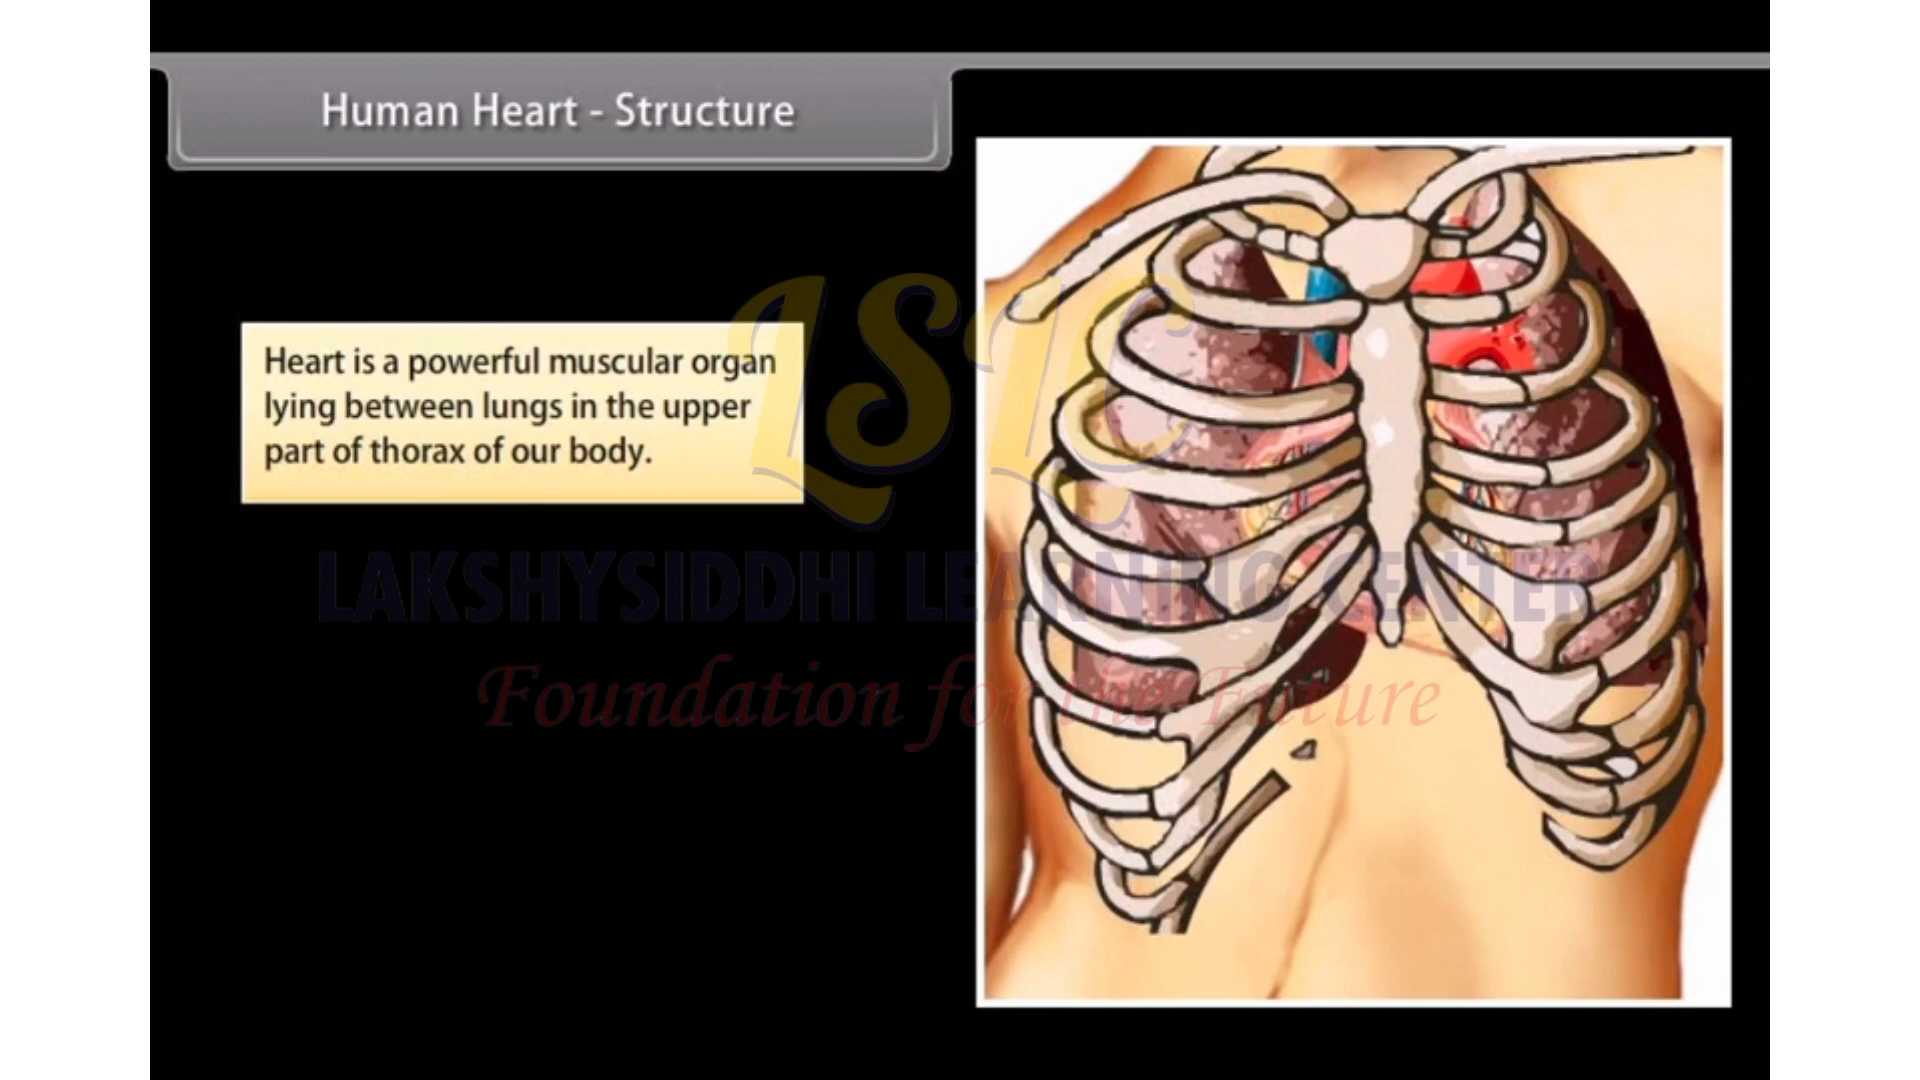 Human Heart - Structure
Heart is a powerful muscular organ
lying between lungs in the upper
part of thorax of our body.
LSLC
LAKSHYSIDDHI LEARNING CENTER
Foundation for the Future